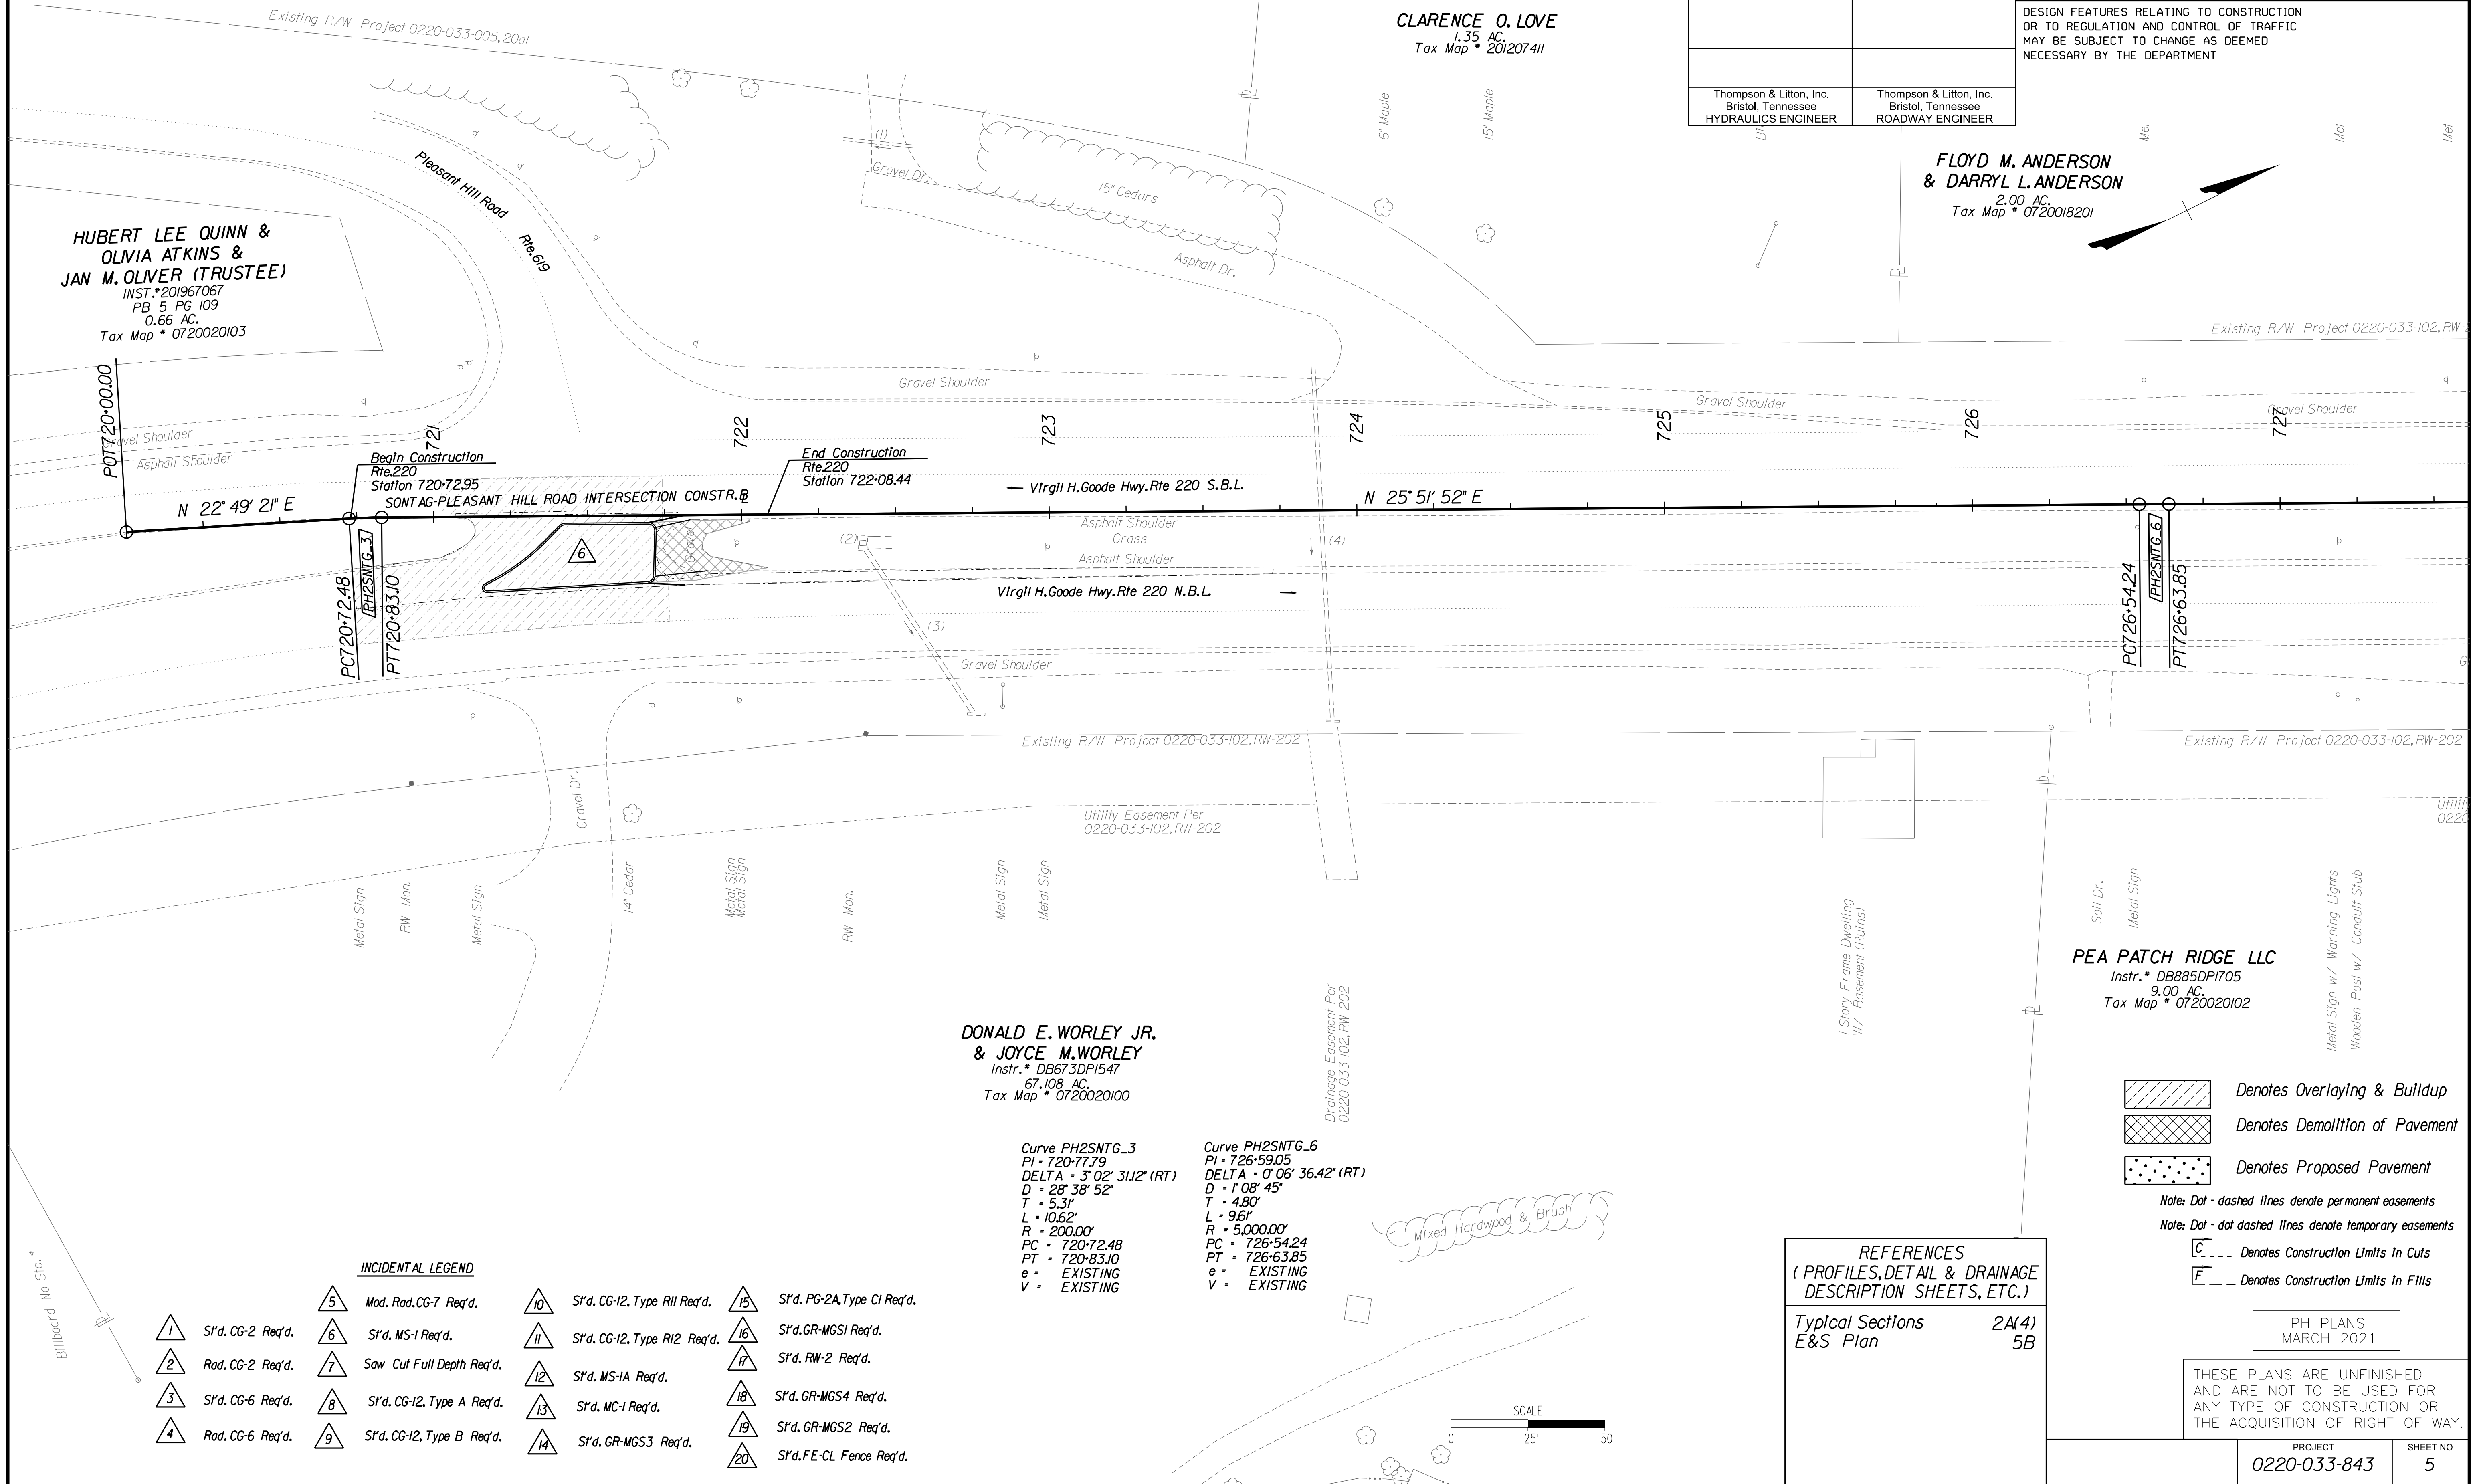 Existing R/W Project 0220-033-005, 20a1
CLARENCE O. LOVE
1.35 AC.
Tax Map * 201207411
Thompson & Litton, Inc.
Bristol, Tennessee
HYDRAULICS ENGINEER
Thompson & Litton, Inc.
Bristol, Tennessee
ROADWAY ENGINEER
DESIGN FEATURES RELATING TO CONSTRUCTION
OR TO REGULATION AND CONTROL OF TRAFFIC
MAY BE SUBJECT TO CHANGE AS DEEMED
NECESSARY BY THE DEPARTMENT
6" Maple
15" Maple
FLOYD M. ANDERSON
& DARRYL L. ANDERSON
2.00 AC.
Tax Map * 0720018201
Pleasant Hill Road
Rte.619
(1)
Gravel Dr.
15" Cedars
Asphalt Dr.
HUBERT LEE QUINN &
OLIVIA ATKINS &
JAN M. OLIVER (TRUSTEE)
INST.*201967067
PB 5 PG 109
0.66 AC.
Tax Map * 0720020103
Existing R/W Project 0220-033-102, RW-
POT 720+00.00
Gravel Shoulder
Asphalt Shoulder
Gravel Shoulder
Gravel Shoulder
Gravel Shoulder
721
722
723
724
725
726
727
Begin Construction
Rte.220
Station 720+72.95
End Construction
Rte.220
Station 722+08.44
SONTAG-PLEASANT HILL ROAD INTERSECTION CONSTR. B
N 22° 49' 21" E
Virgil H.Goode Hwy.Rte 220 S.B.L.
N 25° 51' 52" E
Asphalt Shoulder
Grass
Asphalt Shoulder
Virgil H.Goode Hwy.Rte 220 N.B.L.
6
Gravel
(2)
(3)
(4)
PC 720+72.48
PH2SNTG_3
PT 720+83.10
PC 726+54.24
PH2SNTG_6
PT 726+63.85
Gravel Shoulder
Existing R/W Project 0220-033-102, RW-202
Existing R/W Project 0220-033-102, RW-202
Gravel Dr.
Utility Easement Per
0220-033-102, RW-202
Utility
0220
Metal Sign
RW Mon.
Metal Sign
14" Cedar
Metal Sign
Metal Sign
RW Mon.
Metal Sign
Metal Sign
Drainage Easement Per
0220-033-102, RW-202
1 Story Frame Dwelling
W/ Basement (Ruins)
Soil Dr.
Metal Sign
Metal Sign w/ Warning Lights
Wooden Post w/ Conduit Stub
PEA PATCH RIDGE LLC
Instr.* DB885DP1705
9.00 AC.
Tax Map * 0720020102
DONALD E. WORLEY JR.
& JOYCE M.WORLEY
Instr.* DB673DP1547
67.108 AC.
Tax Map * 0720020100
Denotes Overlaying & Buildup
Denotes Demolition of Pavement
Denotes Proposed Pavement
Note: Dot - dashed lines denote permanent easements
Note: Dot - dot dashed lines denote temporary easements
C Denotes Construction Limits in Cuts
F Denotes Construction Limits in Fills
Curve PH2SNTG_3
PI = 720+77.79
DELTA = 3° 02' 31.12" (RT)
D = 28° 38' 52"
T = 5.31'
L = 10.62'
R = 200.00'
PC = 720+72.48
PT = 720+83.10
e = EXISTING
V = EXISTING
Curve PH2SNTG_6
PI = 726+59.05
DELTA = 0° 06' 36.42" (RT)
D = 1° 08' 45"
T = 4.80'
L = 9.61'
R = 5,000.00'
PC = 726+54.24
PT = 726+63.85
e = EXISTING
V = EXISTING
Mixed Hardwood & Brush
Billboard No Stc. *
INCIDENTAL LEGEND
1 St'd. CG-2 Req'd.
2 Rad. CG-2 Req'd.
3 St'd. CG-6 Req'd.
4 Rad. CG-6 Req'd.
5 Mod. Rad.CG-7 Req'd.
6 St'd. MS-1 Req'd.
7 Saw Cut Full Depth Req'd.
8 St'd. CG-12, Type A Req'd.
9 St'd. CG-12, Type B Req'd.
10 St'd. CG-12, Type R11 Req'd.
11 St'd. CG-12, Type R12 Req'd.
12 St'd. MS-1A Req'd.
13 St'd. MC-1 Req'd.
14 St'd. GR-MGS3 Req'd.
15 St'd. PG-2A,Type C1 Req'd.
16 St'd.GR-MGS1 Req'd.
17 St'd. RW-2 Req'd.
18 St'd. GR-MGS4 Req'd.
19 St'd. GR-MGS2 Req'd.
20 St'd.FE-CL Fence Req'd.
SCALE
0 25' 50'
REFERENCES
( PROFILES, DETAIL & DRAINAGE
DESCRIPTION SHEETS, ETC.)
Typical Sections 2A(4)
E&S Plan 5B
PH PLANS
MARCH 2021
THESE PLANS ARE UNFINISHED
AND ARE NOT TO BE USED FOR
ANY TYPE OF CONSTRUCTION OR
THE ACQUISITION OF RIGHT OF WAY.
PROJECT
0220-033-843
SHEET NO.
5